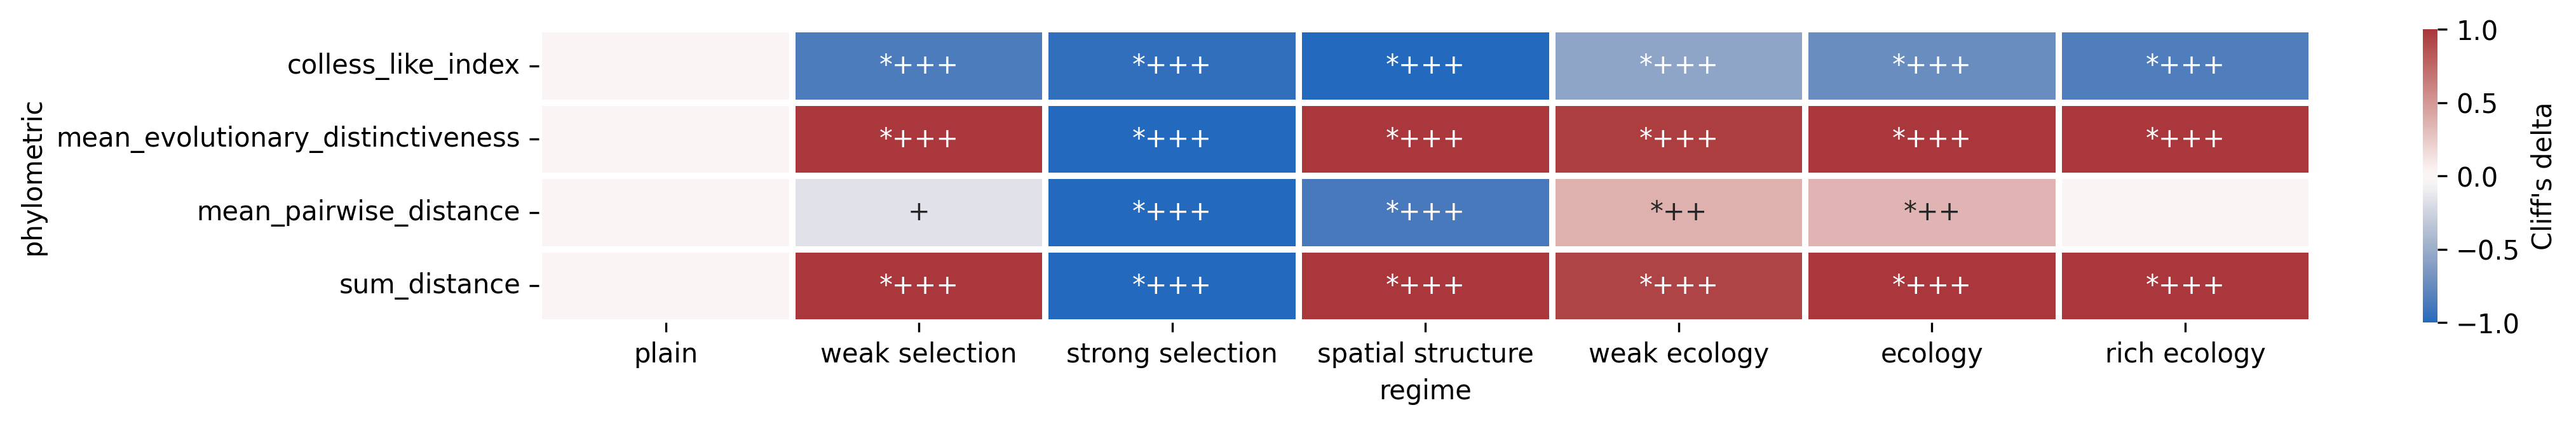 phylometric
colless_like_index
*+++ *+++ *+++ *+++ *+++ *+++
mean_evolutionary_distinctiveness
*+++ *+++ *+++ *+++ *+++ *+++
mean_pairwise_distance
+ *+++ *+++ *++ *++
sum_distance
*+++ *+++ *+++ *+++ *+++ *+++
plain weak selection strong selection spatial structure weak ecology ecology rich ecology
regime
1.0
0.5
0.0
−0.5
−1.0
Cliff's delta